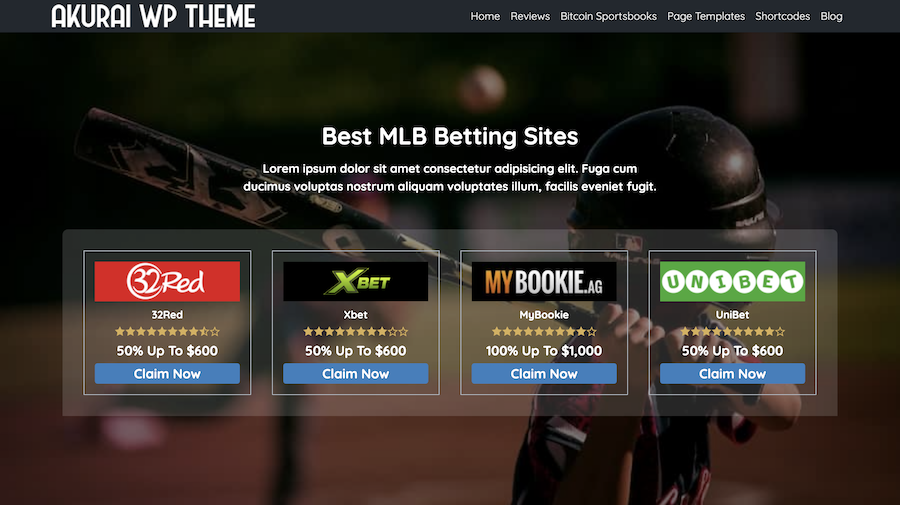 AKURAI WP THEME
Home Reviews Bitcoin Sportsbooks Page Templates Shortcodes Blog
Best MLB Betting Sites
Lorem ipsum dolor sit amet consectetur adipisicing elit. Fuga cum
ducimus voluptas nostrum aliquam voluptates illum, facilis eveniet fugit.
32Red
32Red
50% Up To $600
Claim Now
XBET
Xbet
50% Up To $600
Claim Now
MYBOOKIE.AG
MyBookie
100% Up To $1,000
Claim Now
UNIBET
UniBet
50% Up To $600
Claim Now